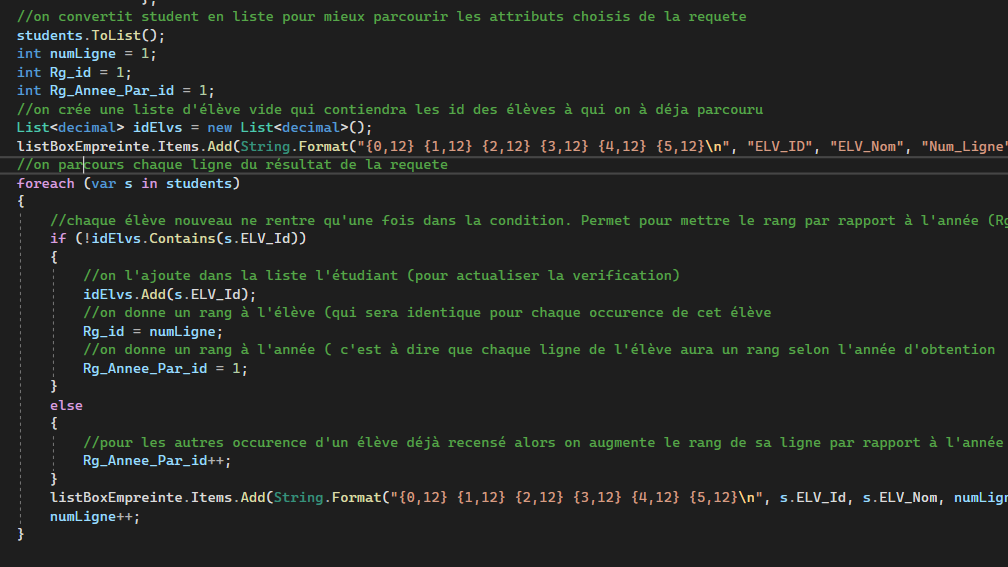 //on convertit student en liste pour mieux parcourir les attributs choisis de la requete
students.ToList();
int numLigne = 1;
int Rg_id = 1;
int Rg_Annee_Par_id = 1;
//on crée une liste d'élève vide qui contiendra les id des élèves à qui on à déja parcouru
List<decimal> idElvs = new List<decimal>();
listBoxEmpreinte.Items.Add(String.Format("{0,12} {1,12} {2,12} {3,12} {4,12} {5,12}\n", "ELV_ID", "ELV_Nom", "Num_Ligne"
//on parcours chaque ligne du résultat de la requete
foreach (var s in students)
{
//chaque élève nouveau ne rentre qu'une fois dans la condition. Permet pour mettre le rang par rapport à l'année (Rg
if (!idElvs.Contains(s.ELV_Id))
{
//on l'ajoute dans la liste l'étudiant (pour actualiser la verification)
idElvs.Add(s.ELV_Id);
//on donne un rang à l'élève (qui sera identique pour chaque occurence de cet élève
Rg_id = numLigne;
//on donne un rang à l'année ( c'est à dire que chaque ligne de l'élève aura un rang selon l'année d'obtention
Rg_Annee_Par_id = 1;
}
else
{
//pour les autres occurence d'un élève déjà recensé alors on augmente le rang de sa ligne par rapport à l'année
Rg_Annee_Par_id++;
}
listBoxEmpreinte.Items.Add(String.Format("{0,12} {1,12} {2,12} {3,12} {4,12} {5,12}\n", s.ELV_Id, s.ELV_Nom, numLign
numLigne++;
}